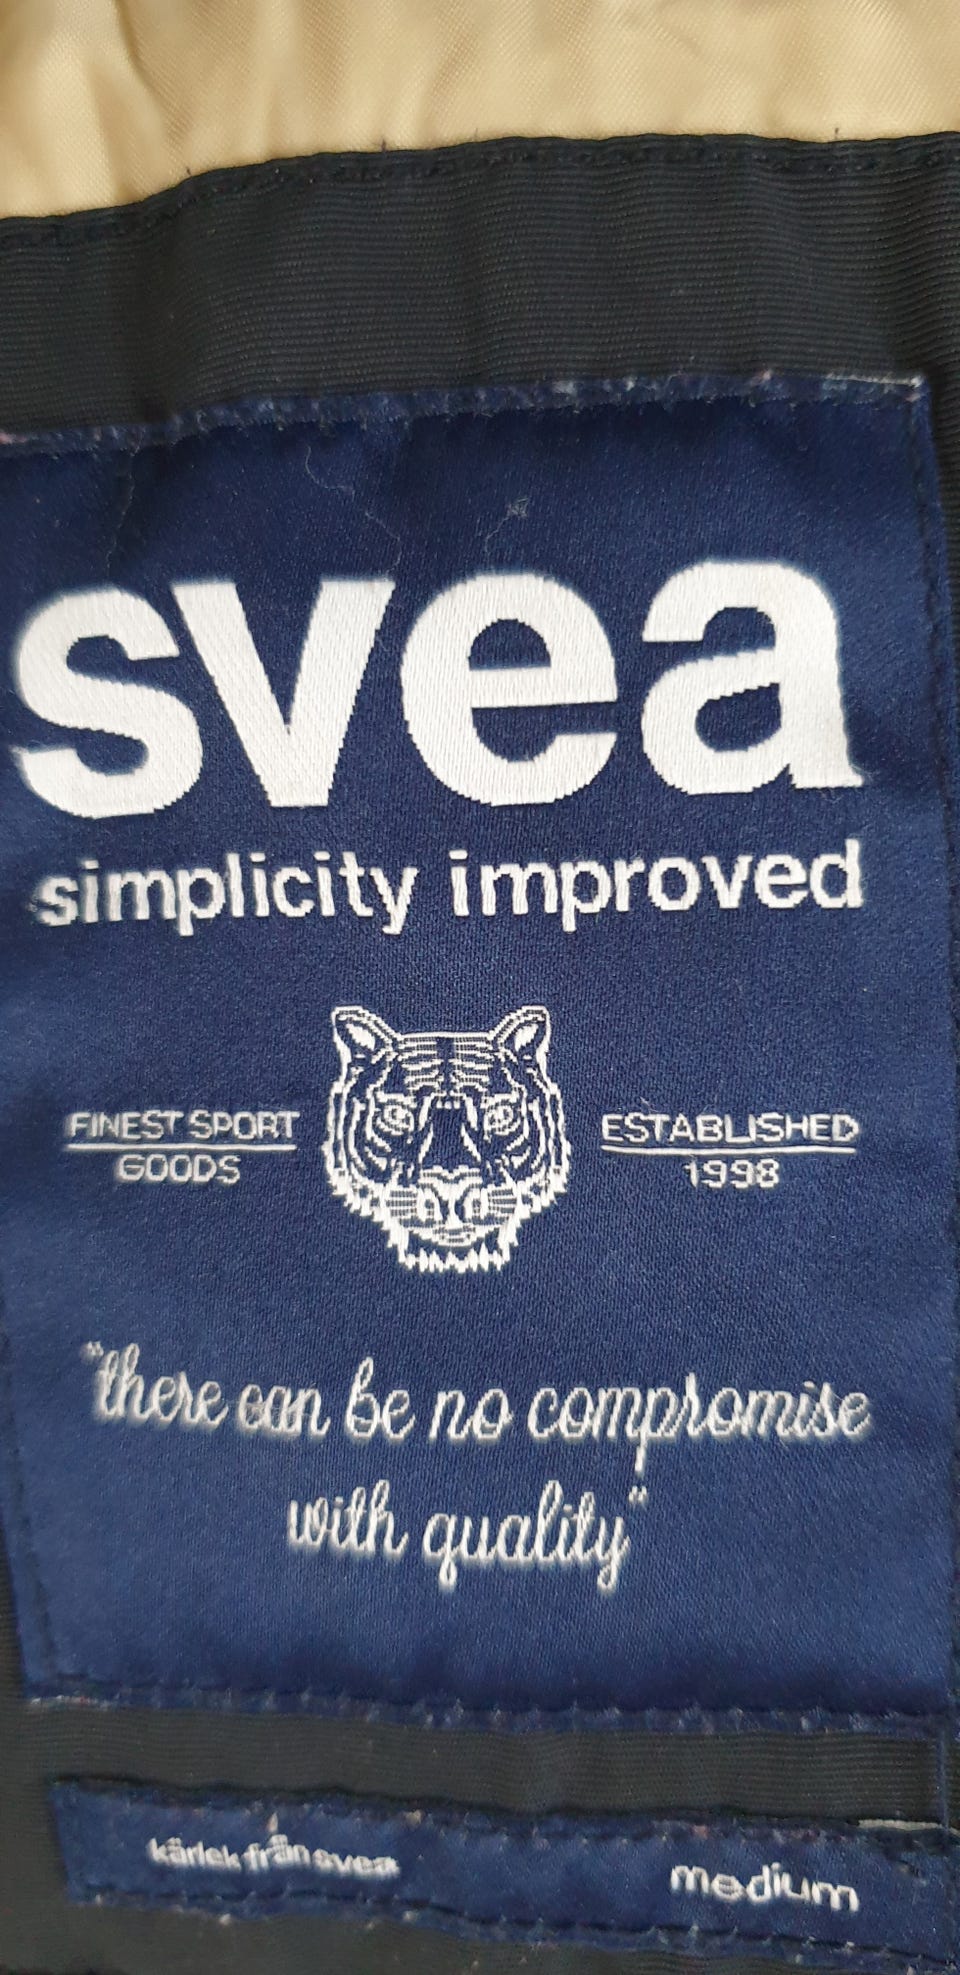 svea
simplicity improved
FINEST SPORT
GOODS
ESTABLISHED
1998
"there can be no compromise
with quality"
kärlek från svea
medium